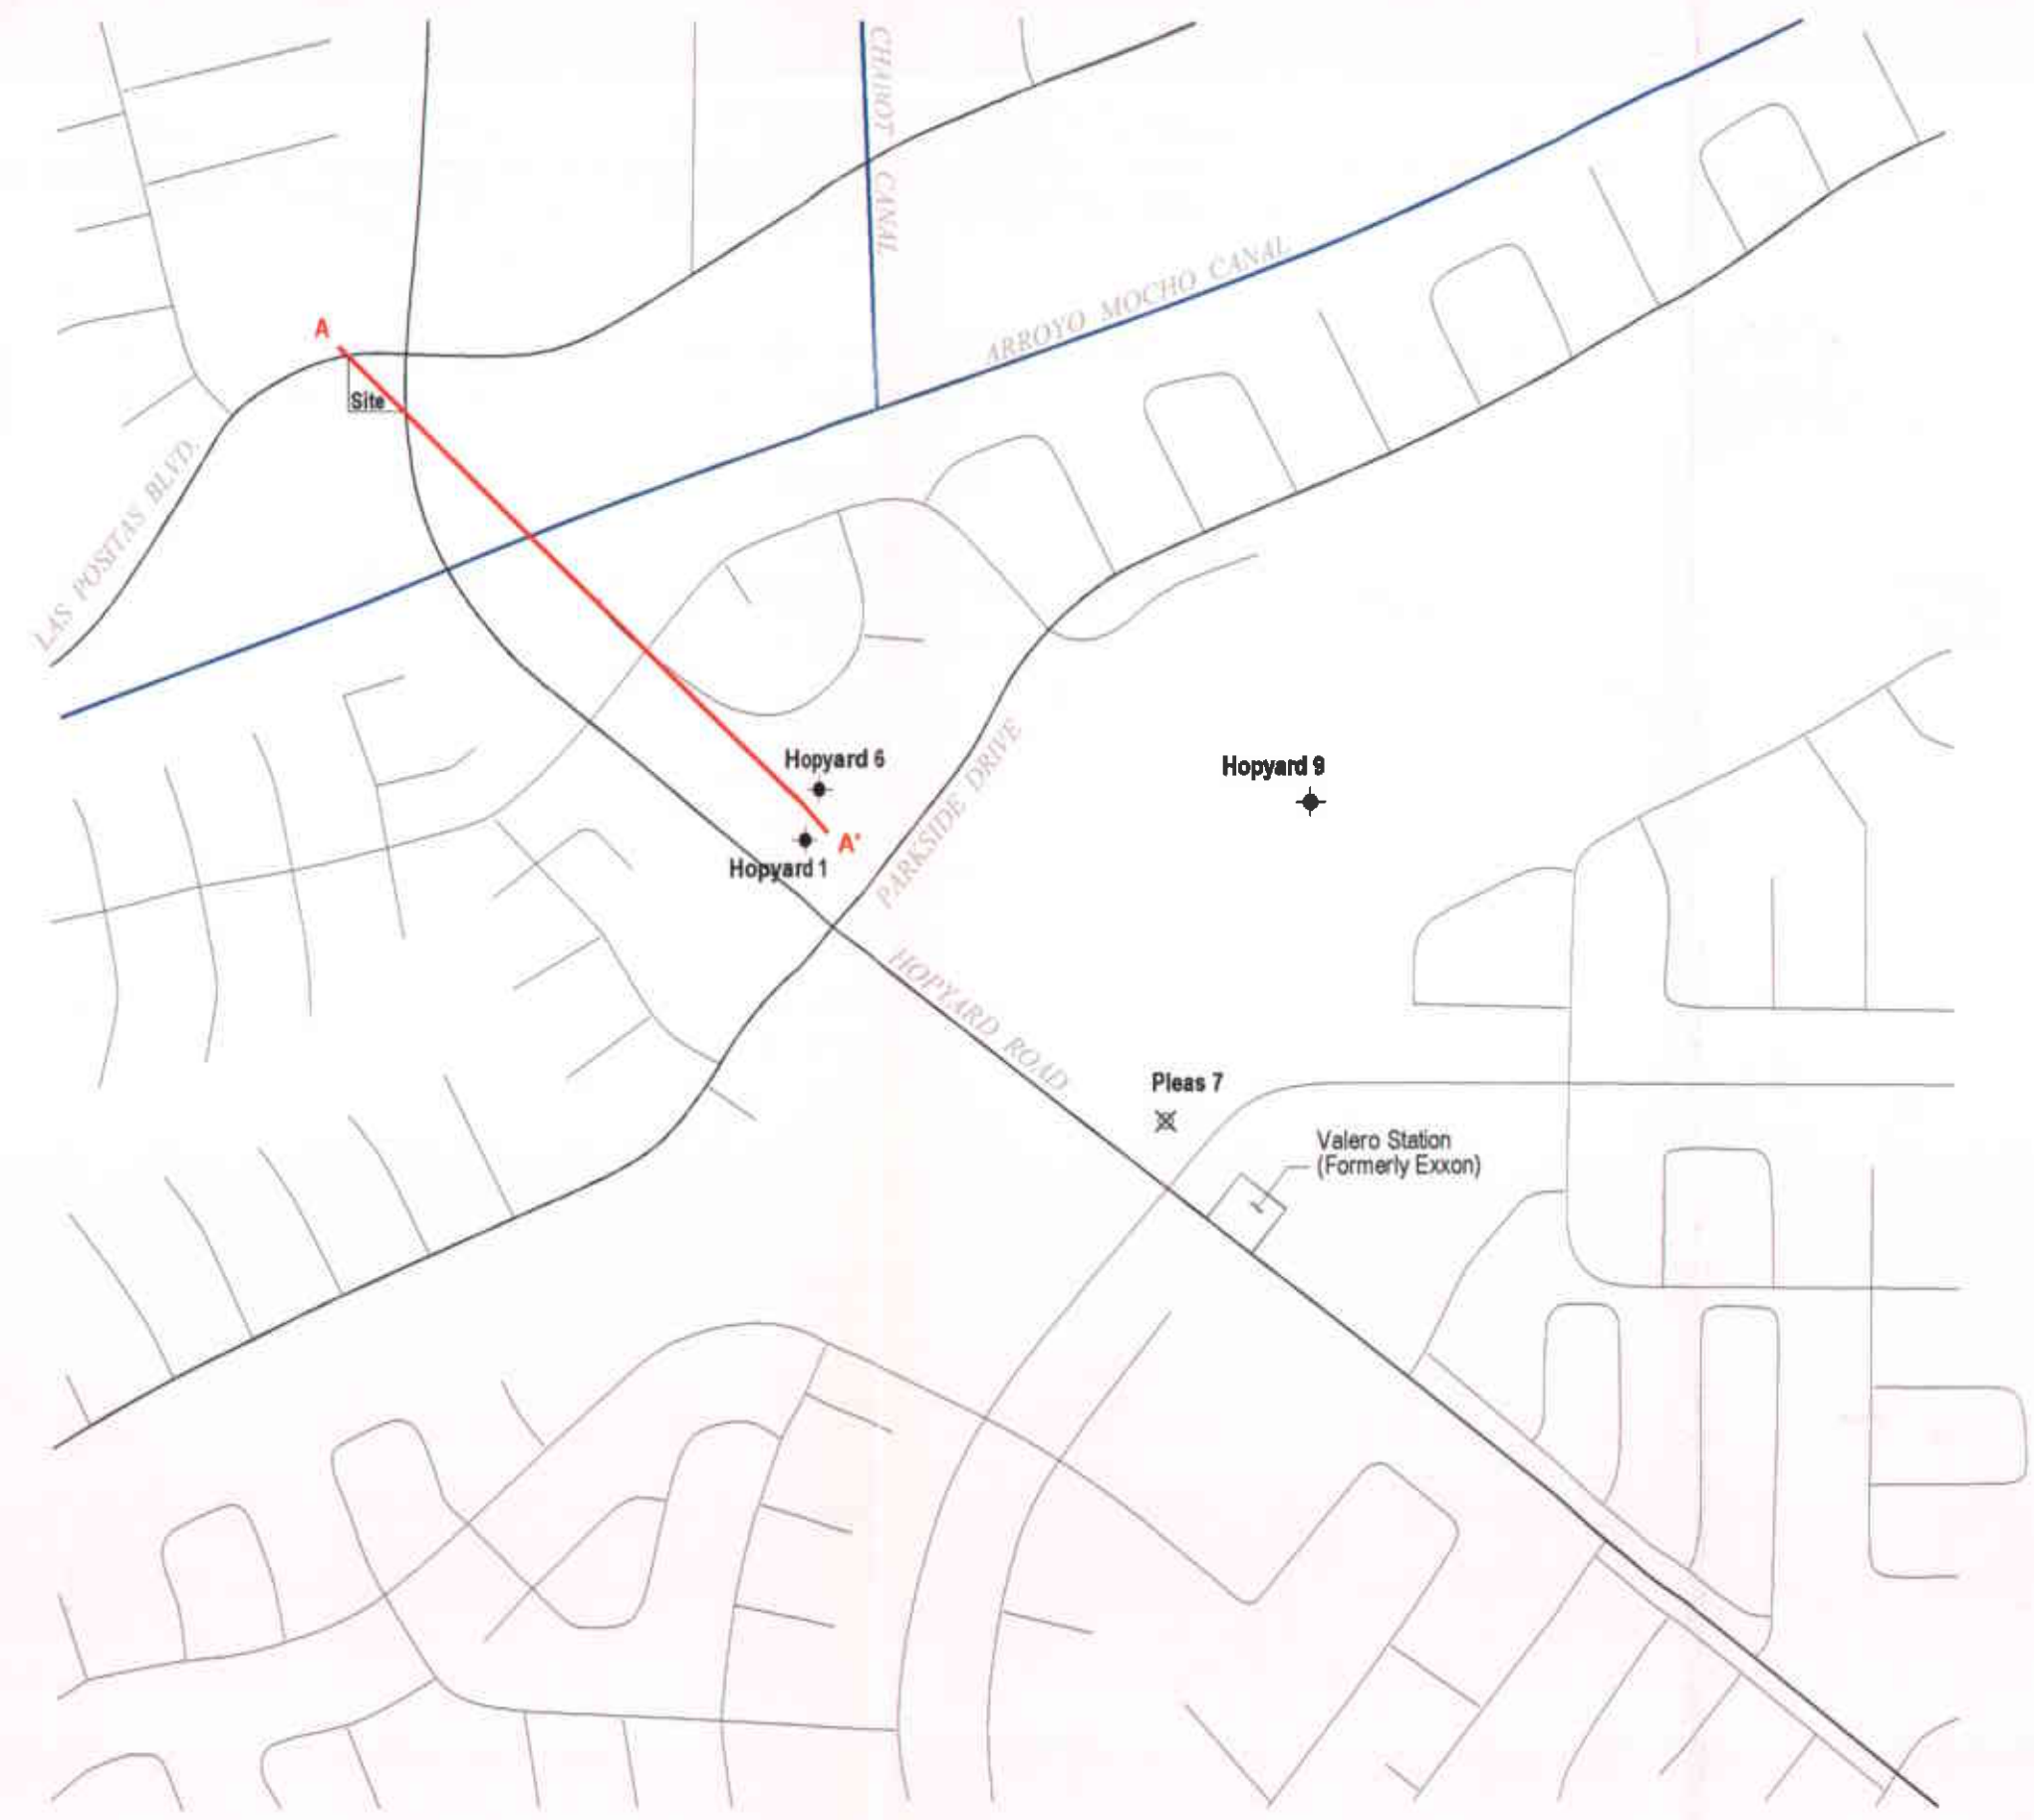 CHABOT CANAL
ARROYO MOCHO CANAL
A
Site
LAS POSITAS BLVD.
Hopyard 6
Hopyard 9
A'
Hopyard 1
PARKSIDE DRIVE
HOPYARD ROAD
Pleas 7
Valero Station
(Formerly Exxon)